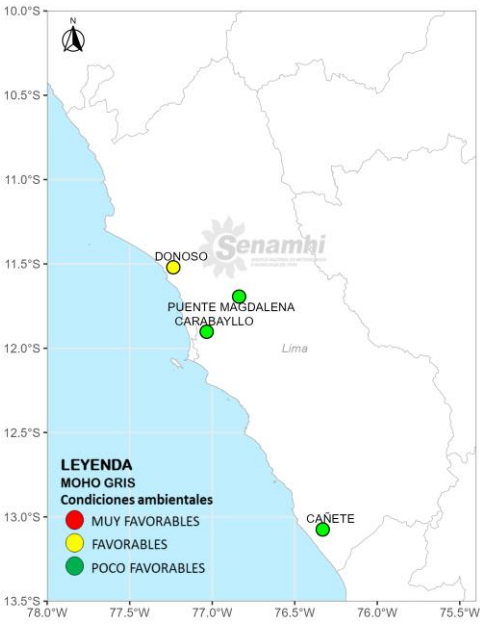 10.0°S
N
10.5°S
11.0°S
Senamhi
DONOSO
11.5°S
PUENTE MAGDALENA
CARABAYLLO
12.0°S
Lima
12.5°S
LEYENDA
MOHO GRIS
Condiciones ambientales
MUY FAVORABLES
FAVORABLES
POCO FAVORABLES
CAÑETE
13.0°S
13.5°S
78.0°W 77.5°W 77.0°W 76.5°W 76.0°W 75.5°W